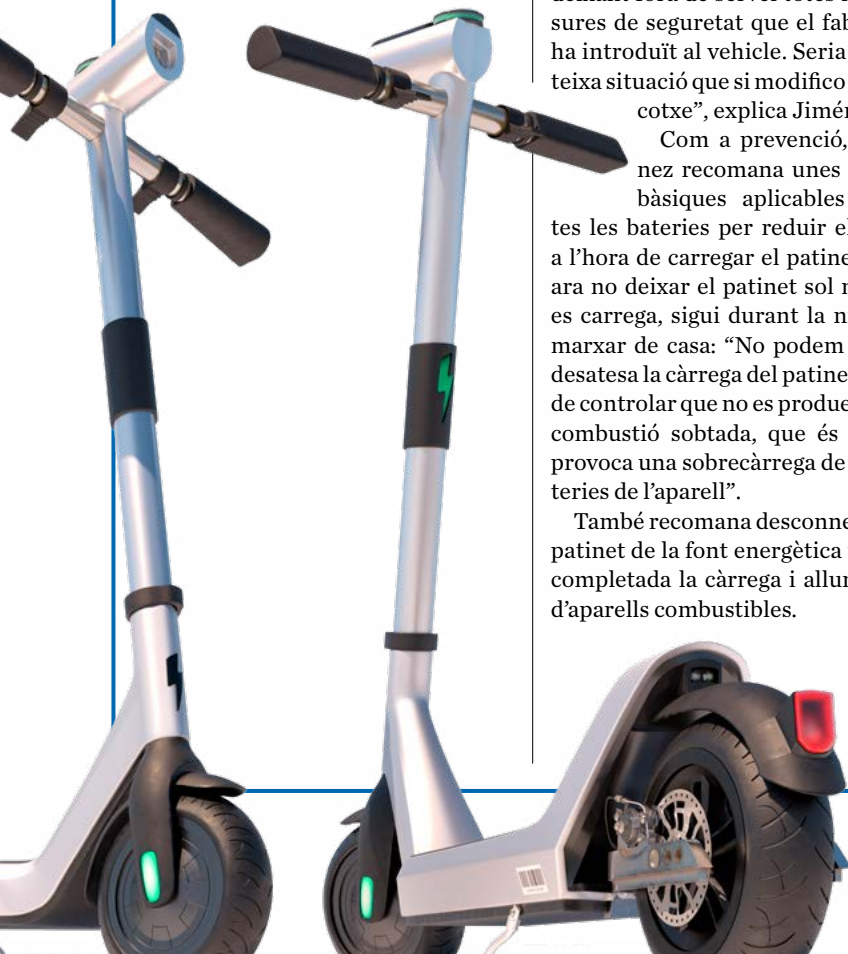 sures de seguretat que el fab
ha introduït al vehicle. Seria
teixa situació que si modifico
cotxe”, explica Jimén
Com a prevenció,
nez recomana unes
bàsiques aplicables
tes les bateries per reduir el
a l’hora de carregar el patine
ara no deixar el patinet sol m
es carrega, sigui durant la n
marxar de casa: “No podem
desatesa la càrrega del patine
de controlar que no es produe
combustió sobtada, que és
provoca una sobrecàrrega de
teries de l’aparell”.
També recomana desconne
patinet de la font energètica
completada la càrrega i allun
d’aparells combustibles.